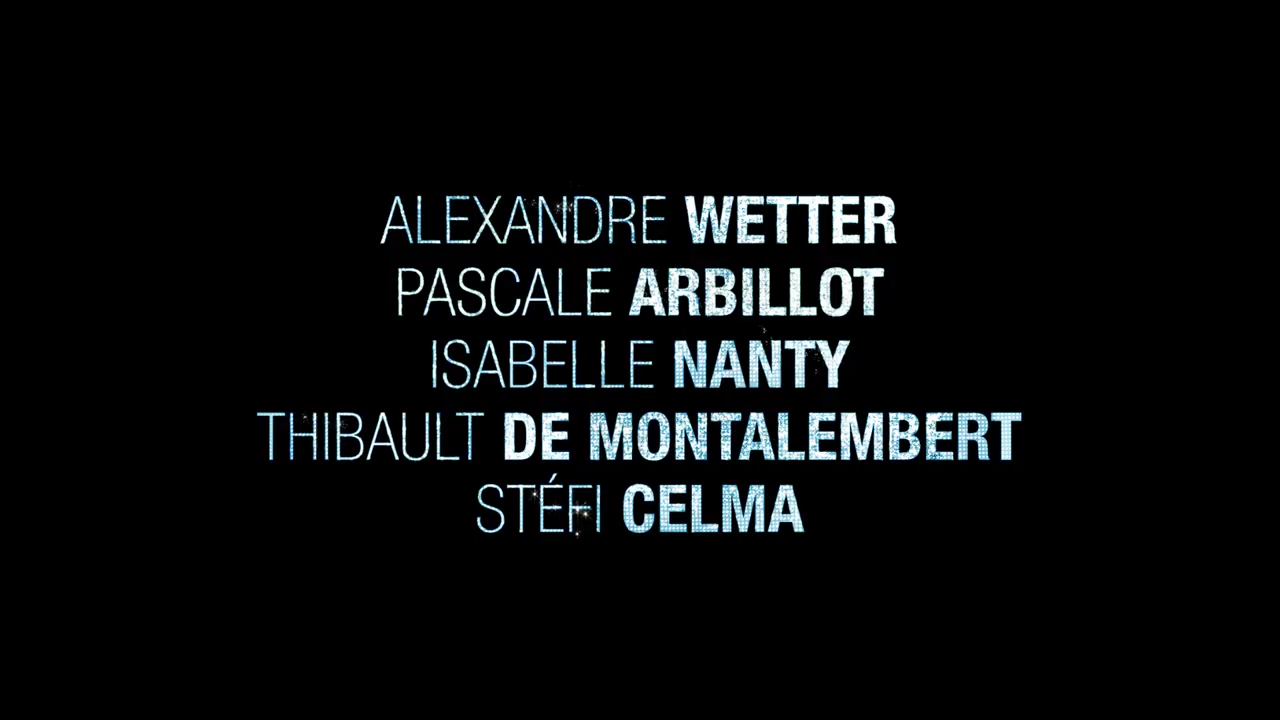 ALEXANDRE WETTER
PASCALE ARBILLOT
ISABELLE NANTY
THIBAULT DE MONTALEMBERT
STÉFI CELMA